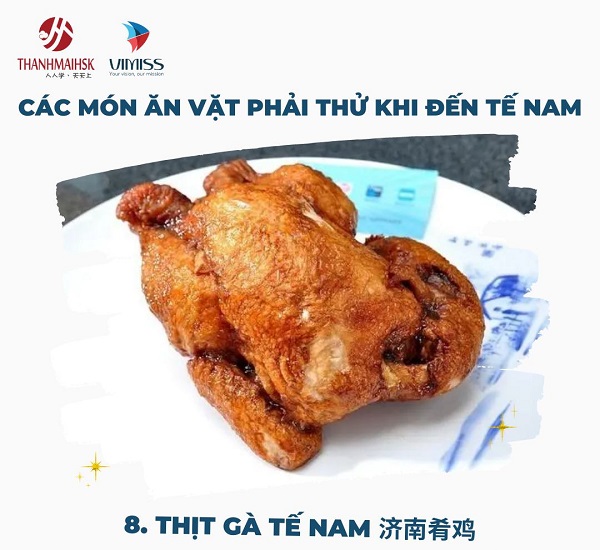 THANHMAIHSK
人人学·天天上
VIMISS
Your vision, our mission
CÁC MÓN ĂN VẶT PHẢI THỬ KHI ĐẾN TẾ NAM
8. THỊT GÀ TẾ NAM 济南肴鸡